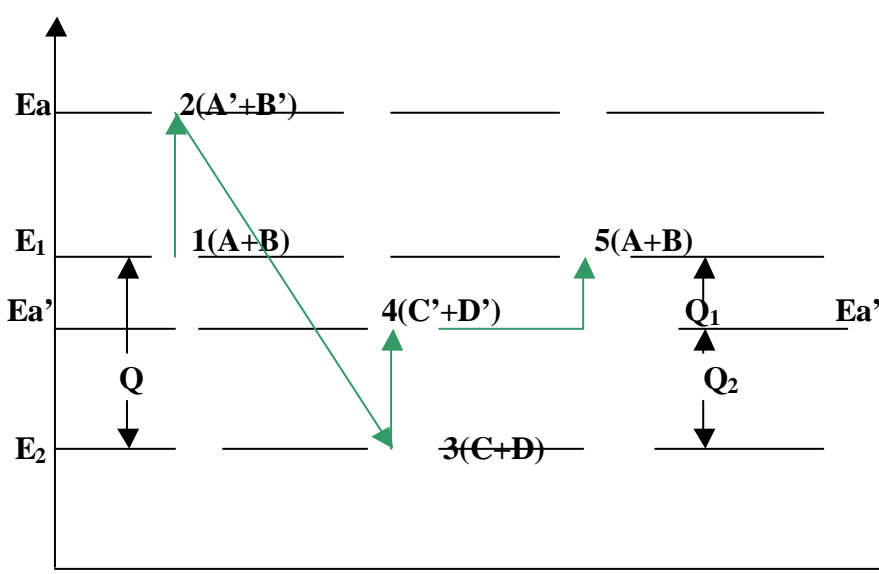 Ea 2(A’+B’)
E₁ 1(A+B) 5(A+B)
Ea’ 4(C’+D’) Q₁ Ea’
Q Q₂
E₂ 3(C+D)